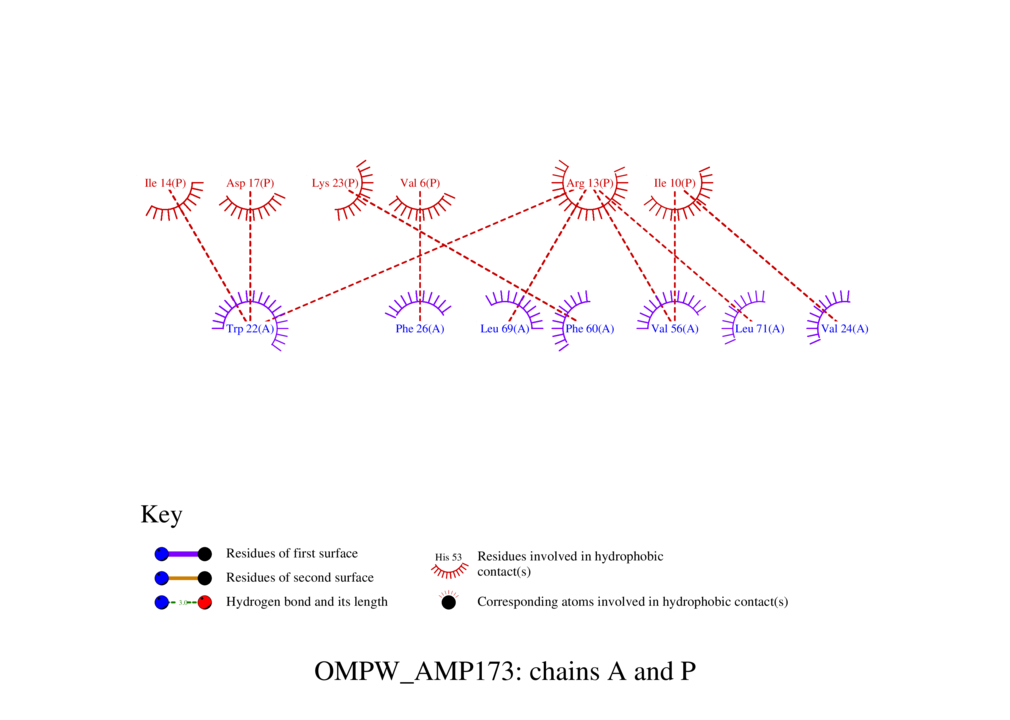 Ile 14(P) Asp 17(P) Lys 23(P) Val 6(P) Arg 13(P) Ile 10(P)
Trp 22(A) Phe 26(A) Leu 69(A) Phe 60(A) Val 56(A) Leu 71(A) Val 24(A)
Key
Residues of first surface
Residues of second surface
3.0
Hydrogen bond and its length
His 53
Residues involved in hydrophobic
contact(s)
Corresponding atoms involved in hydrophobic contact(s)
OMPW_AMP173: chains A and P